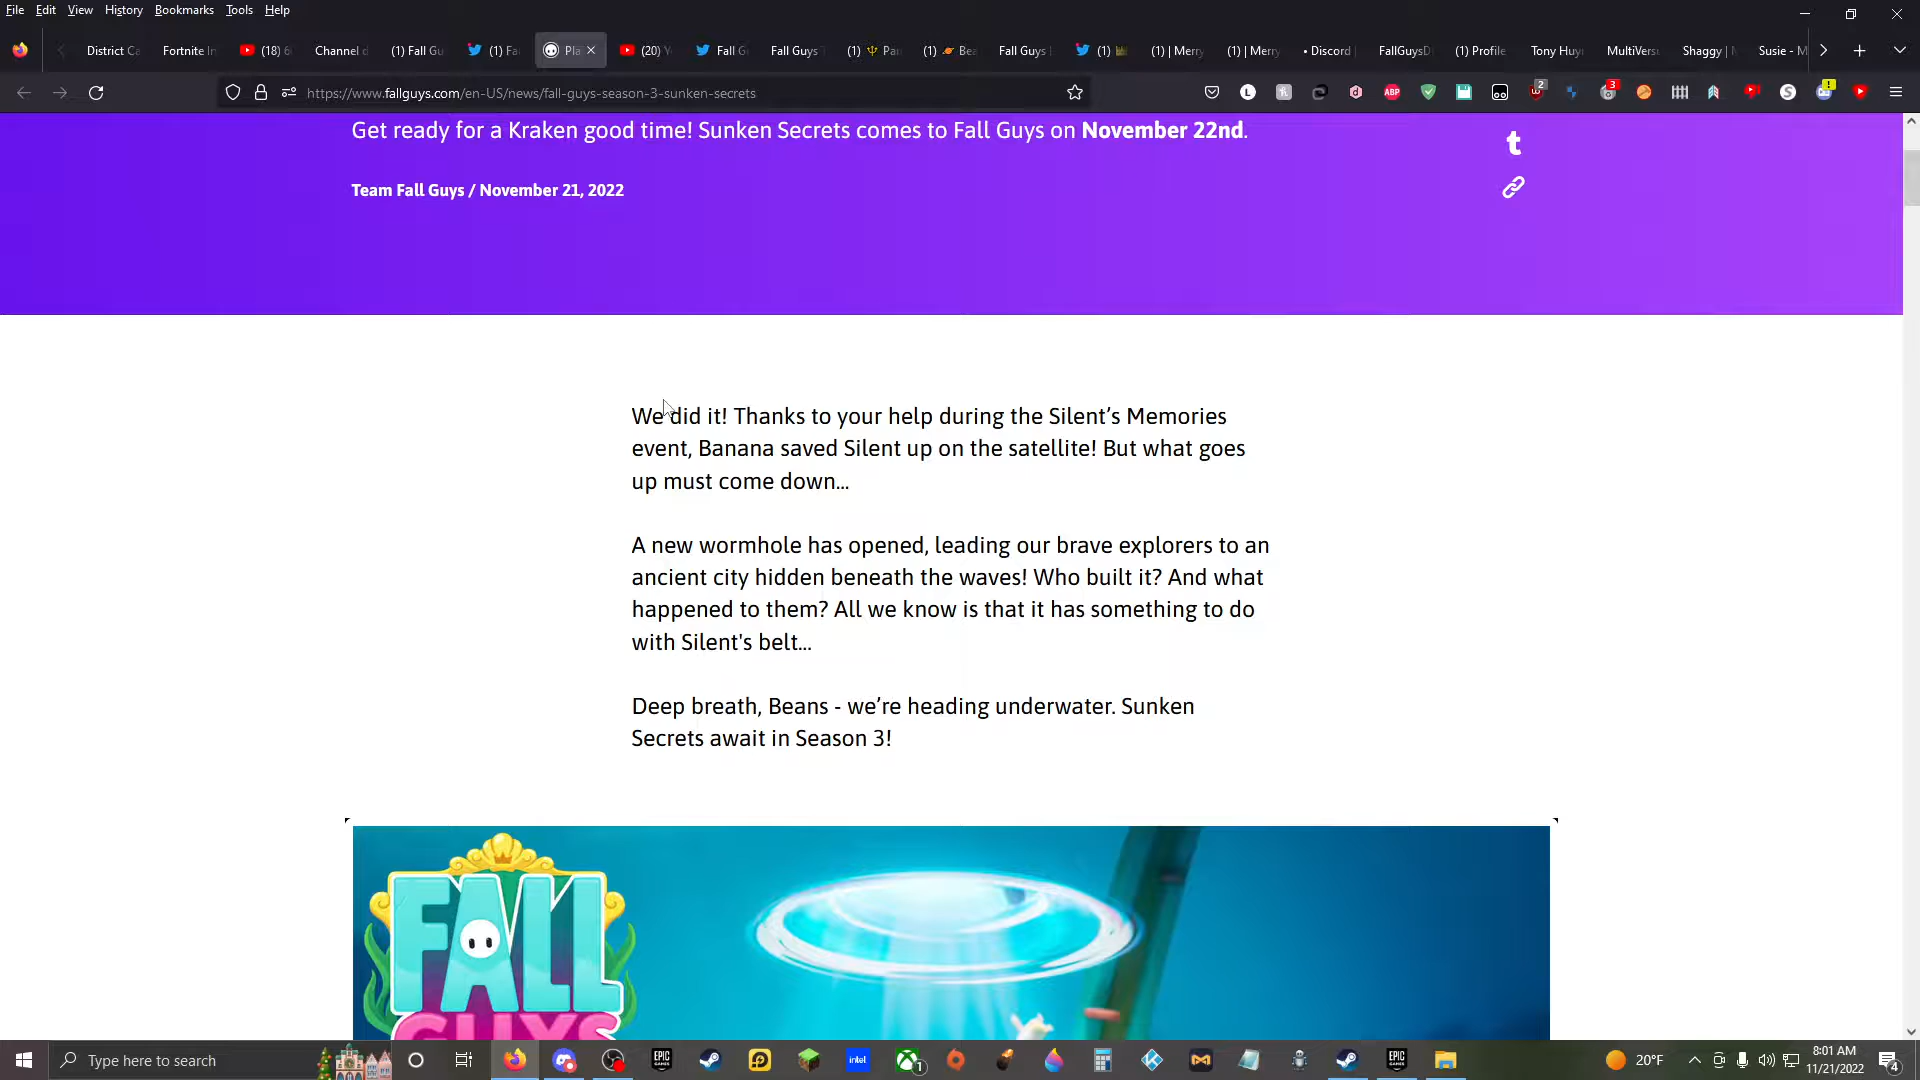 File Edit View History Bookmarks Tools Help
District Ca Fortnite In (18) 6 Channel d (1) Fall Gu (1) Fa Pla (20) Y Fall G Fall Guys (1) Pa (1) Bea Fall Guys (1) (1) | Merry (1) | Merry • Discord FallGuysD (1) Profile Tony Huy MultiVers Shaggy | Susie - M
https://www.fallguys.com/en-US/news/fall-guys-season-3-sunken-secrets
Get ready for a Kraken good time! Sunken Secrets comes to Fall Guys on November 22nd.
Team Fall Guys / November 21, 2022
We did it! Thanks to your help during the Silent’s Memories
event, Banana saved Silent up on the satellite! But what goes
up must come down…
A new wormhole has opened, leading our brave explorers to an
ancient city hidden beneath the waves! Who built it? And what
happened to them? All we know is that it has something to do
with Silent's belt…
Deep breath, Beans - we’re heading underwater. Sunken
Secrets await in Season 3!
FALL
GUYS
Type here to search
20°F
8:01 AM
11/21/2022